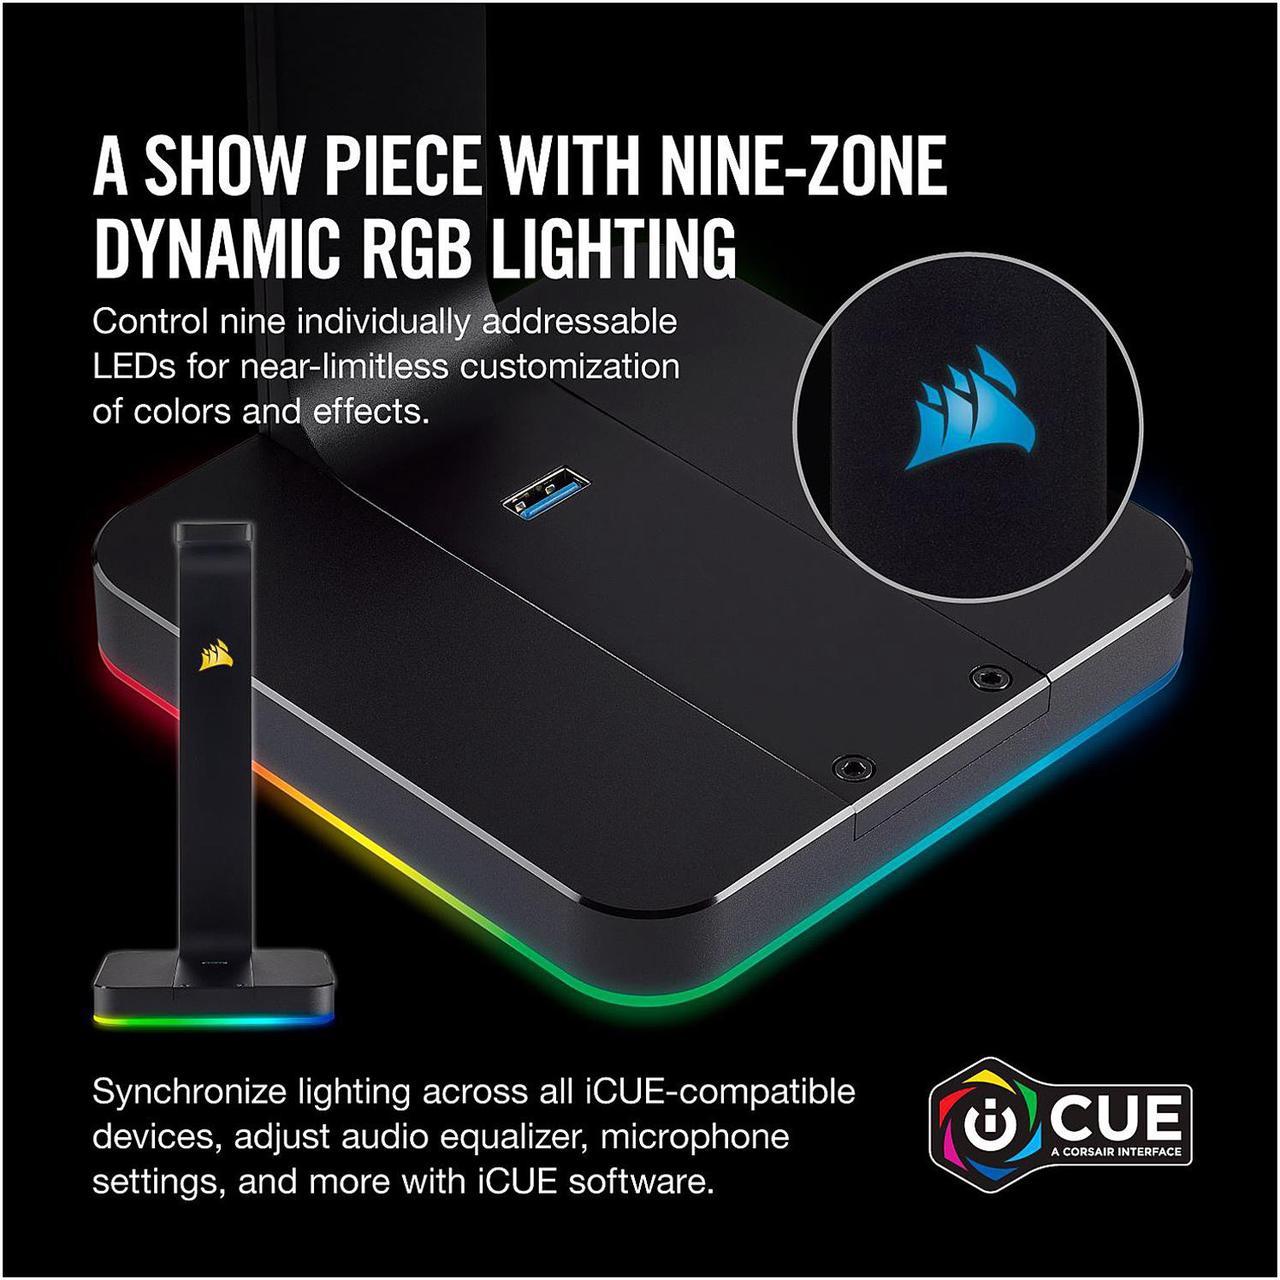 A SHOW PIECE WITH NINE-ZONE
DYNAMIC RGB LIGHTING
Control nine individually addressable
LEDs for near-limitless customization
of colors and effects.
Synchronize lighting across all iCUE-compatible
devices, adjust audio equalizer, microphone
settings, and more with iCUE software.
iCUE
A CORSAIR INTERFACE